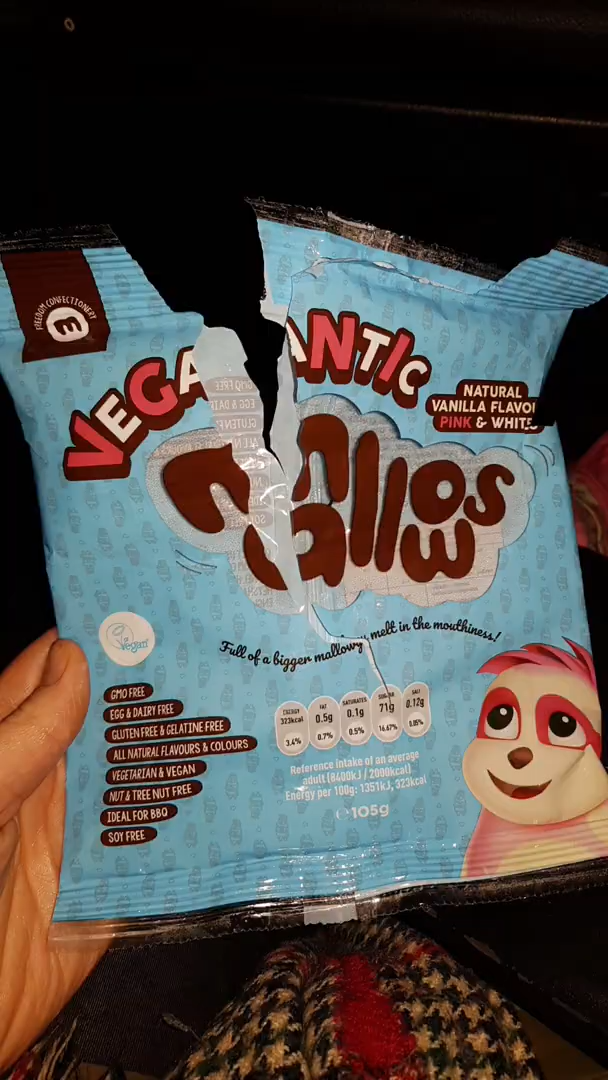 FREEDOM CONFECTIONERY
m
VEGA ANTIC
NATURAL
VANILLA FLAVOU
PINK & WHITE
mallows
Full of a bigger mallowy melt in the mouthiness!
Vegan
GMO FREE
EGG & DAIRY FREE
GLUTEN FREE & GELATINE FREE
ALL NATURAL FLAVOURS & COLOURS
VEGETARIAN & VEGAN
NUT & TREE NUT FREE
IDEAL FOR BBQ
SOY FREE
ENERGY FAT SATURATES SUGAR SALT
323kcal 0.5g 0.1g 71g 0.12g
3.4% 0.7% 0.5% 16.67% 0.85%
Reference intake of an average
adult (8400kJ / 2000kcal)
Energy per 100g: 1351kJ, 323kcal
℮105g